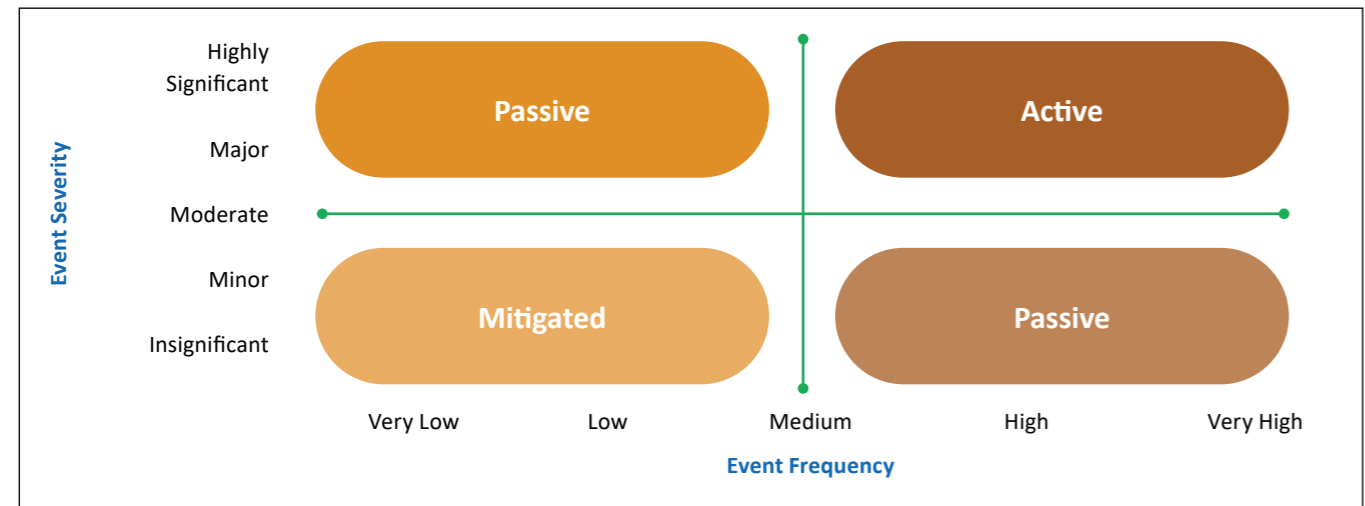 Highly
Significant
Passive
Active
Major
Event Severity
Moderate
Minor
Mitigated
Passive
Insignificant
Very Low
Low
Medium
High
Very High
Event Frequency